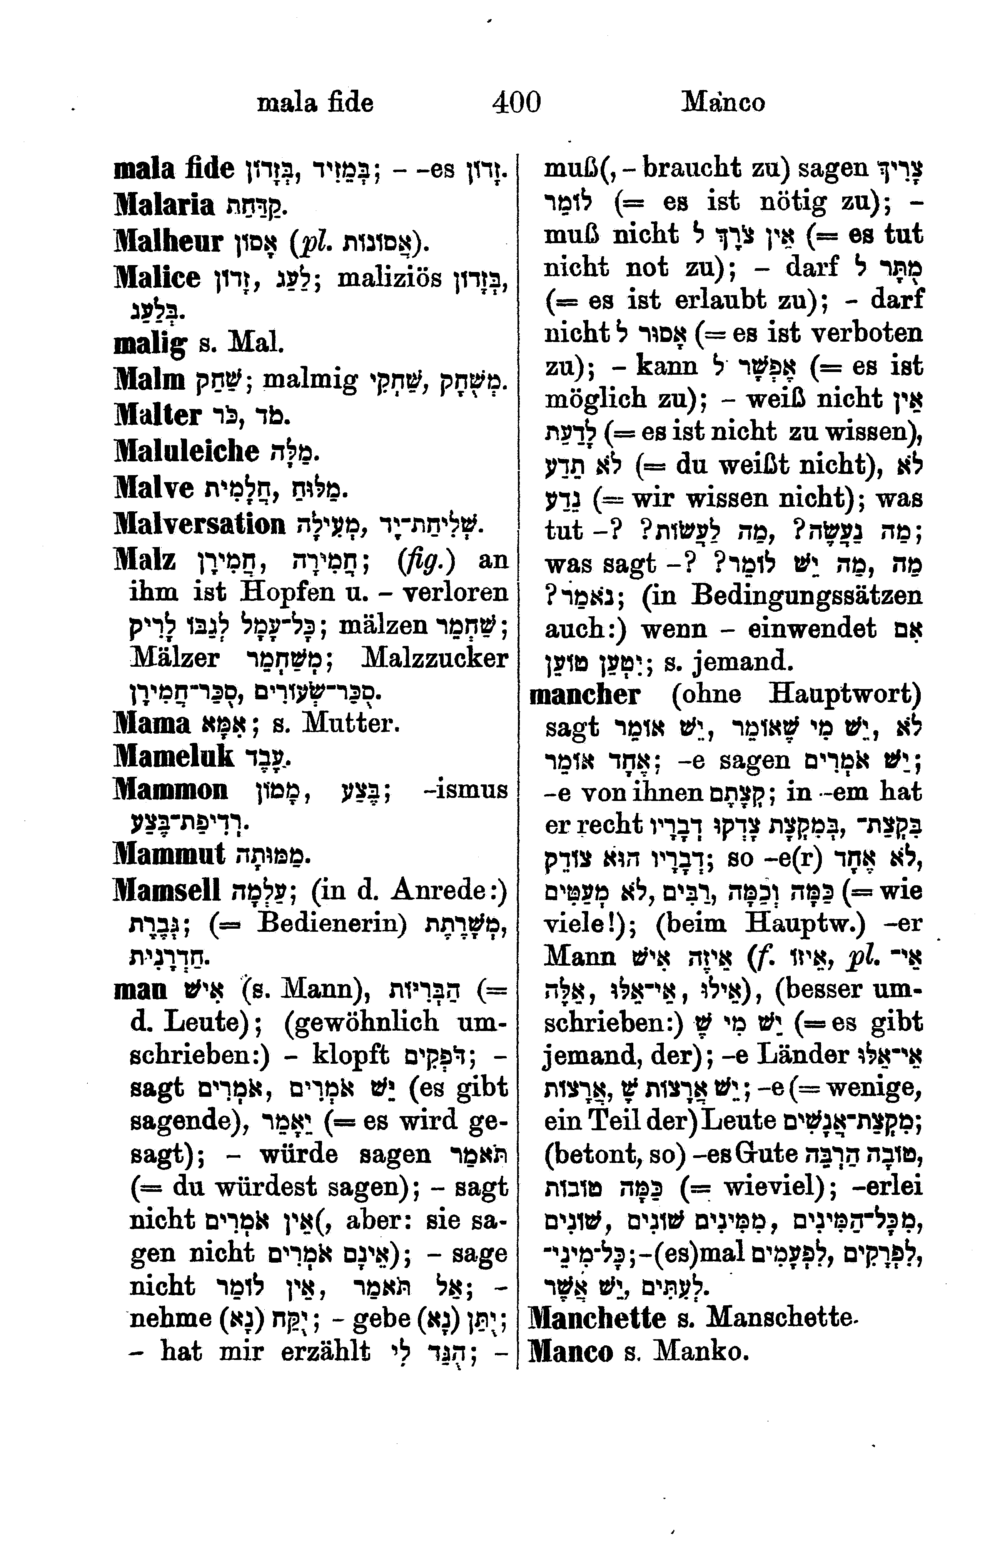 mala fide 400 Manco
mala fide בְּמֵזִיד, בְּזָדוֹן; - -es זָדוֹן.
Malaria קַדַּחַת.
Malheur אָסוֹן (pl. אֲסוֹנוֹת).
Malice לַעַג, זָדוֹן; maliziös בְּזָדוֹן,
בְּלַעַג.
malig s. Mal.
Malm שַׁחַק; malmig מְשֻׁחָק, שַׁחְקִי.
Malter כֹּר, מֹד.
Maluleiche מַלָּה.
Malve מַלּוּחַ, חֶלְמִית.
Malversation מְעִילָה, שְׁלִיחַת־יָד.
Malz חֲמִירָה, חֲמִירָן; (fig.) an
ihm ist Hopfen u. - verloren
כָּל־עֲמָל לְגַבּוֹ לָרִיק; mälzen שַׁחְמֵר;
Mälzer מְשַׁחְמֵר; Malzzucker
סֻכַּר־שְׂעוֹרִים, סֻכַּר־חֲמִירָן.
Mama אִמָּא; s. Mutter.
Mameluk עֶבֶד.
Mammon בֶּצַע, מָמוֹן; -ismus
רְדִיפַת־בֶּצַע.
Mammut מַמּוּתָה.
Mamsell עַלְמָה; (in d. Anrede:)
גְּבֶרֶת; (= Bedienerin) מְשָׁרֶתֶת,
חַדְרָנִית.
man אִישׁ (s. Mann), הַבְּרִיּוֹת (=
d. Leute); (gewöhnlich um-
schrieben:) - klopft דֹּפְקִים; -
sagt אֹמְרִים, יֵשׁ אֹמְרִים (es gibt
sagende), יֵאָמֵר (= es wird ge-
sagt); - würde sagen תֹּאמַר
(= du würdest sagen); - sagt
nicht אֵין אֹמְרִים(, aber: sie sa-
gen nicht אֵינָם אֹמְרִים); - sage
nicht אַל תֹּאמַר, אֵין לוֹמַר; -
nehme יֻקַּח (נָא); - gebe יֻתַּן (נָא);
- hat mir erzählt הֻגַּד לִי; -
muß(, - braucht zu) sagen צָרִיךְ
לוֹמַר (= es ist nötig zu); -
muß nicht אֵין צֹרֶךְ לְ (= es tut
nicht not zu); - darf מֻתָּר לְ
(= es ist erlaubt zu); - darf
nicht אָסוּר לְ (= es ist verboten
zu); - kann אֶפְשָׁר לְ (= es ist
möglich zu); - weiß nicht אֵין
לָדַעַת (= es ist nicht zu wissen),
לֹא תֵדַע (= du weißt nicht), לֹא
נֵדַע (= wir wissen nicht); was
tut -? מַה נַּעֲשֶׂה?, מַה לַּעֲשׂוֹת?;
was sagt -? מַה, מַה יֵּשׁ לוֹמַר?
נֹאמַר?; (in Bedingungssätzen
auch:) wenn - einwendet אִם
יִטְעַן טוֹעֵן; s. jemand.
mancher (ohne Hauptwort)
sagt יֵשׁ אוֹמֵר, יֵשׁ מִי שֶׁאוֹמֵר, לֹא
אֶחָד אוֹמֵר; -e sagen יֵשׁ אֹמְרִים;
-e von ihnen קְצָתָם; in -em hat
er recht בִּקְצָת־, בְּמִקְצָת צָדְקוּ דְבָרָיו
דְּבָרָיו הוּא צוֹדֵק; so -e(r) לֹא אֶחָד,
לֹא מְעַטִּים, רַבִּים, כַּמָּה וְכַמָּה (= wie
viele!); (beim Hauptw.) -er
Mann אֵיזֶה אִישׁ (f. אֵיזוֹ, pl. אֵי־
אֵלֶּה, אֵי־אֵלּוּ, אֵילוּ), (besser um-
schrieben:) יֵשׁ מִי שֶׁ (= es gibt
jemand, der); -e Länder אֵי־אֵלּוּ
אֲרָצוֹת, יֵשׁ אֲרָצוֹת שֶׁ; -e (= wenige,
ein Teil der) Leute מִקְצַת־אֲנָשִׁים;
(betont, so) -es Gute טוֹבָה הַרְבֵּה,
כַּמָּה טוֹבוֹת (= wieviel); -erlei
מִכָּל־הַמִּינִים, מִמִּינִים שׁוֹנִים, שׁוֹנִים
כָּל־מִינֵי־; -(es)mal לִפְרָקִים, לִפְעָמִים,
לְעִתִּים, יֵשׁ אֲשֶׁר.
Manchette s. Manschette.
Manco s. Manko.